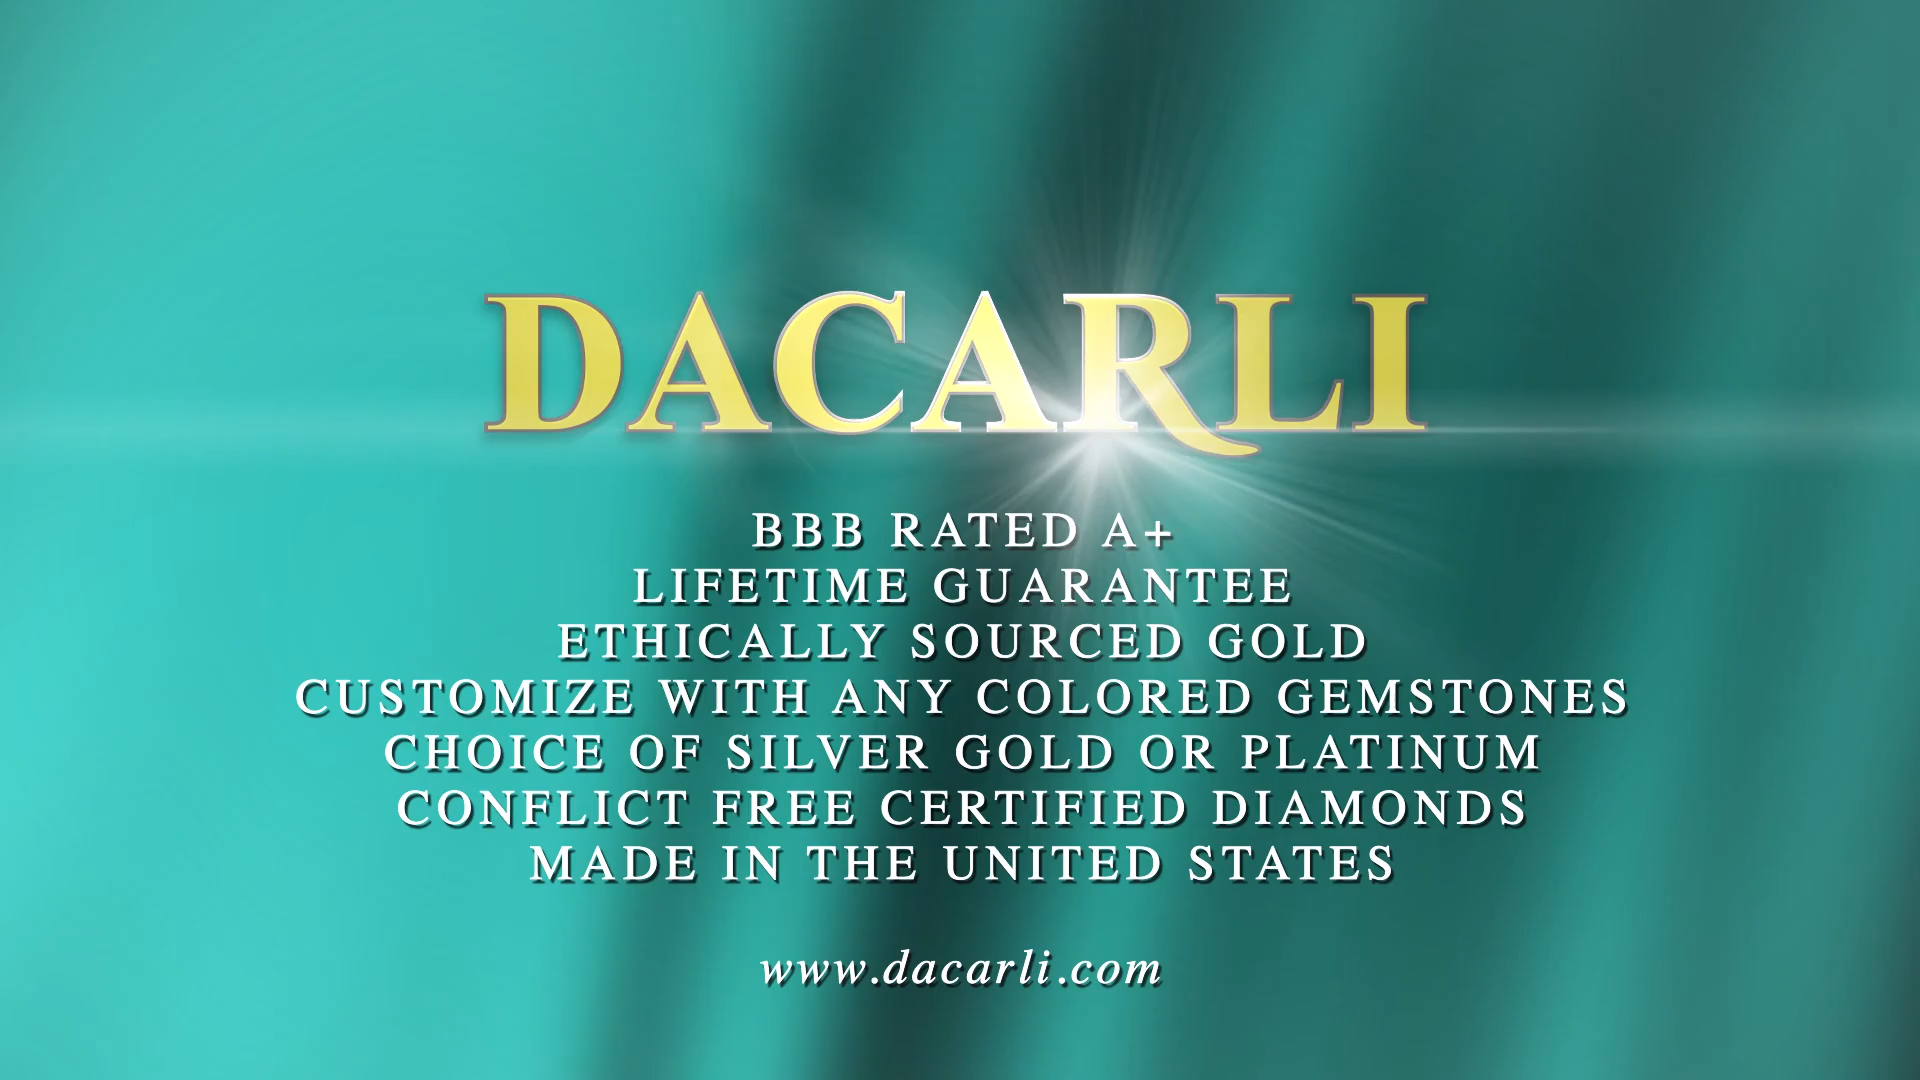 DACARLI
BBB RATED A+
LIFETIME GUARANTEE
ETHICALLY SOURCED GOLD
CUSTOMIZE WITH ANY COLORED GEMSTONES
CHOICE OF SILVER GOLD OR PLATINUM
CONFLICT FREE CERTIFIED DIAMONDS
MADE IN THE UNITED STATES
www.dacarli.com